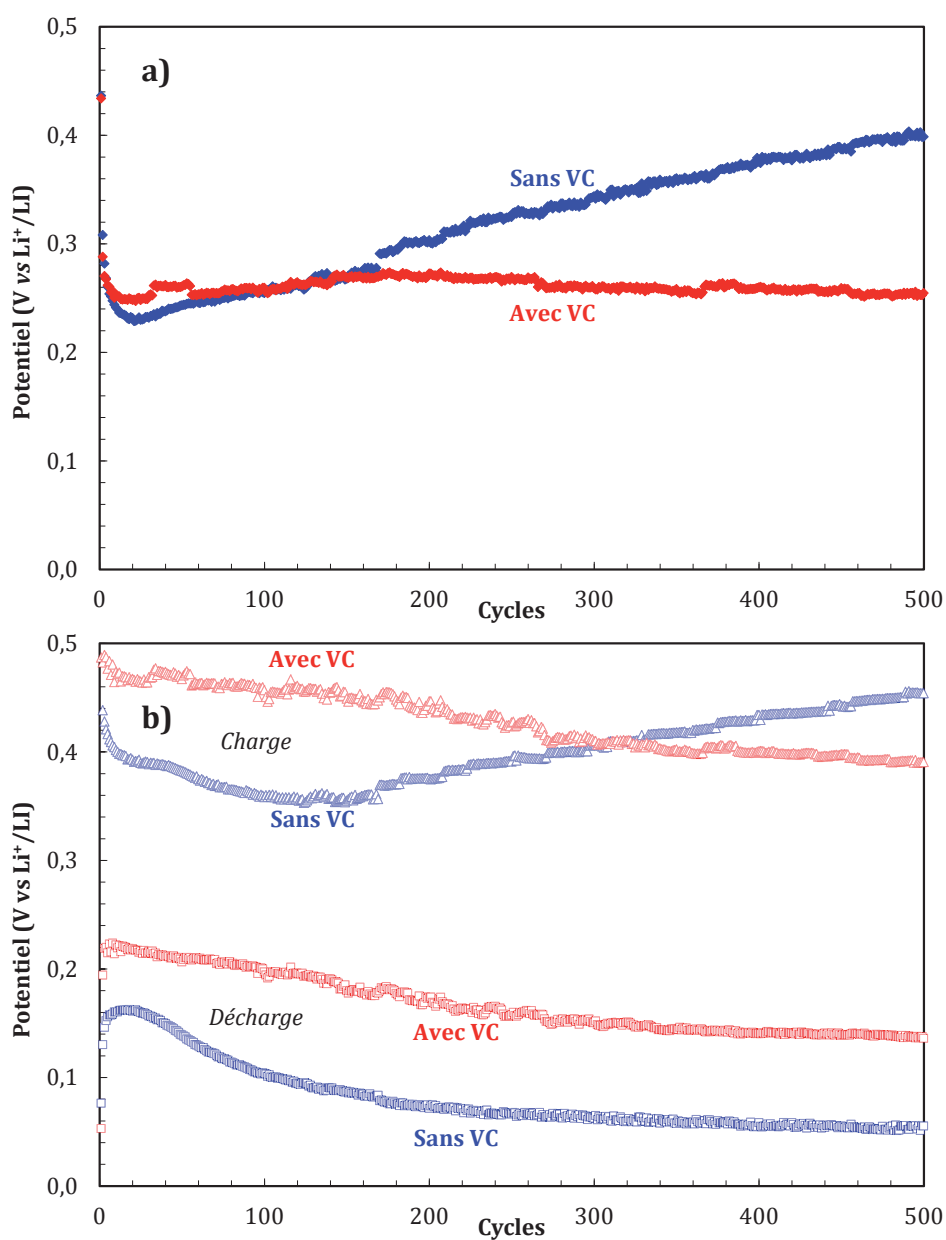 0,5
a)
0,4
Sans VC
0,3
Avec VC
0,2
0,1
0,0
Potentiel (V vs Li⁺/LI)
0 100 200 300 400 500
Cycles
0,5
Avec VC
b)
Charge
0,4
Sans VC
0,3
0,2
Décharge
Avec VC
0,1
Sans VC
0,0
Potentiel (V vs Li⁺/LI)
0 100 200 300 400 500
Cycles